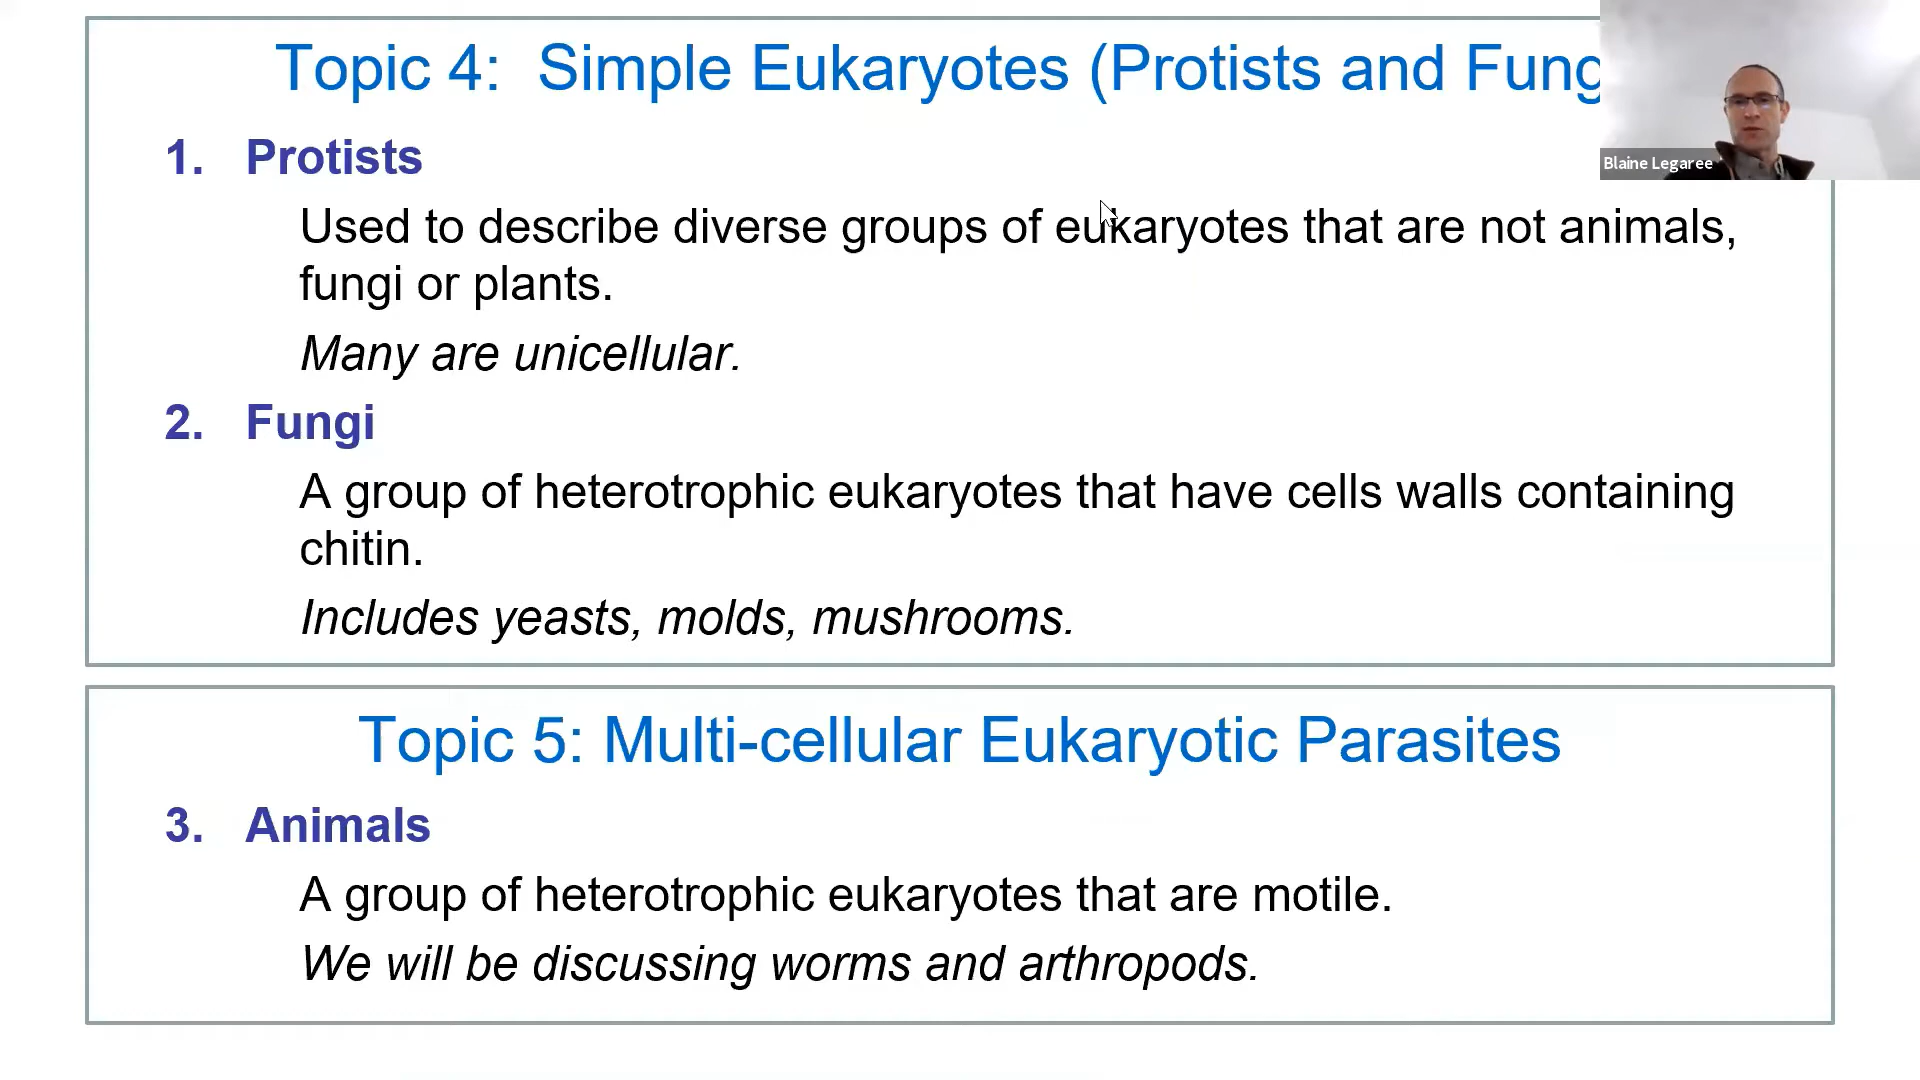 Topic 4: Simple Eukaryotes (Protists and Fung
Blaine Legaree
1. Protists
Used to describe diverse groups of eukaryotes that are not animals,
fungi or plants.
Many are unicellular.
2. Fungi
A group of heterotrophic eukaryotes that have cells walls containing
chitin.
Includes yeasts, molds, mushrooms.
Topic 5: Multi-cellular Eukaryotic Parasites
3. Animals
A group of heterotrophic eukaryotes that are motile.
We will be discussing worms and arthropods.